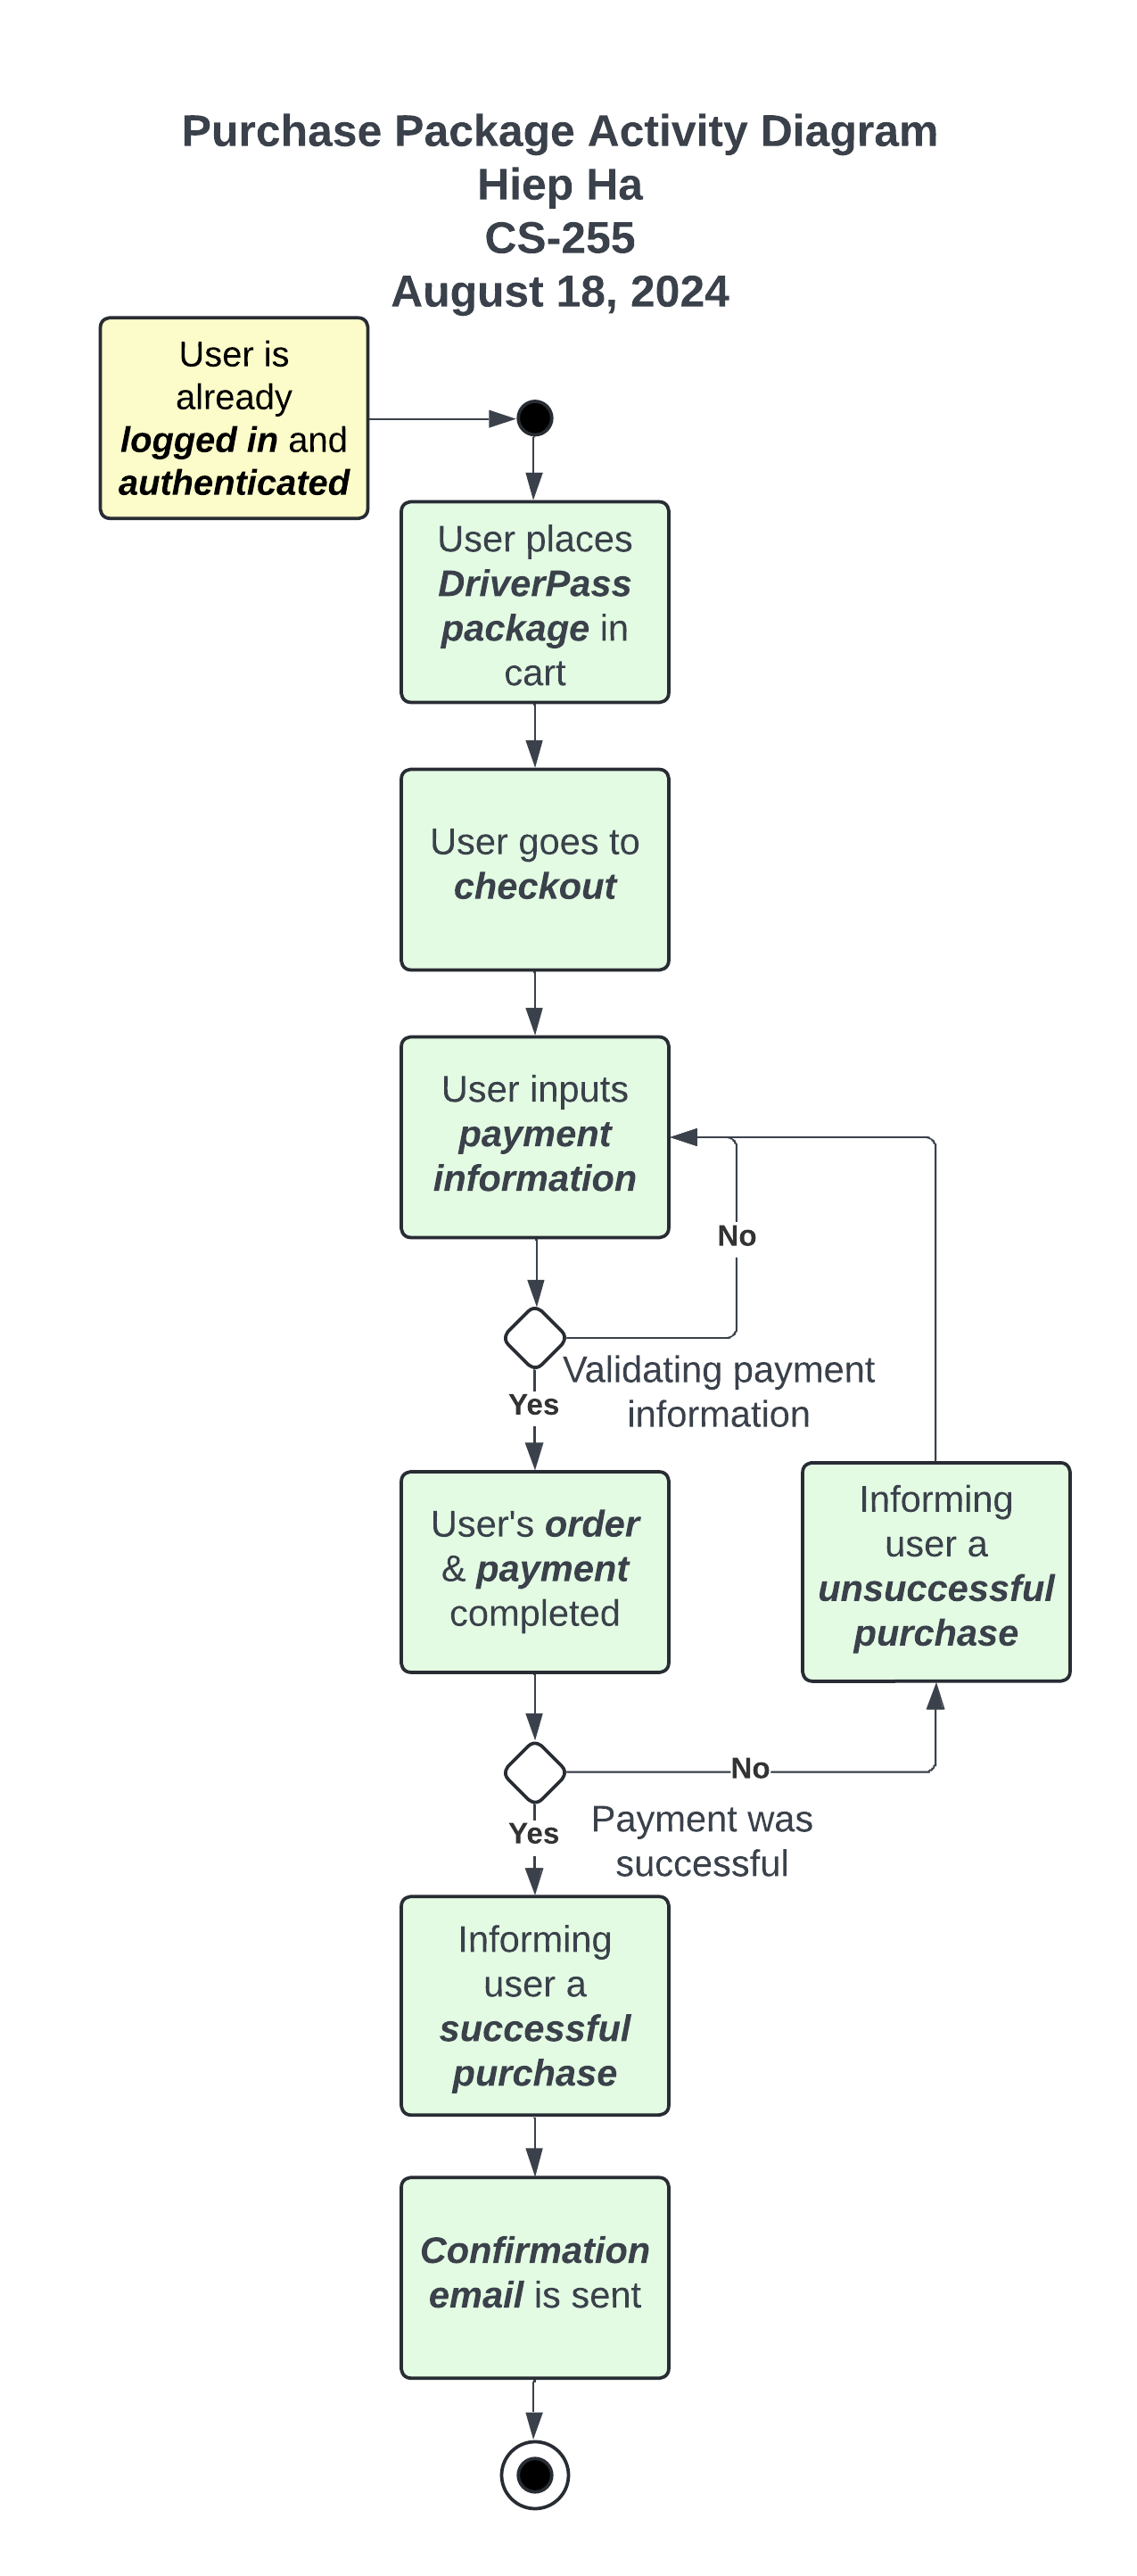 Purchase Package Activity Diagram
Hiep Ha
CS-255
August 18, 2024
User is
already
logged in and
authenticated
User places
DriverPass
package in
cart
User goes to
checkout
User inputs
payment
information
No
Validating payment
information
Yes
User's order
& payment
completed
Informing
user a
unsuccessful
purchase
No
Yes
Payment was
successful
Informing
user a
successful
purchase
Confirmation
email is sent